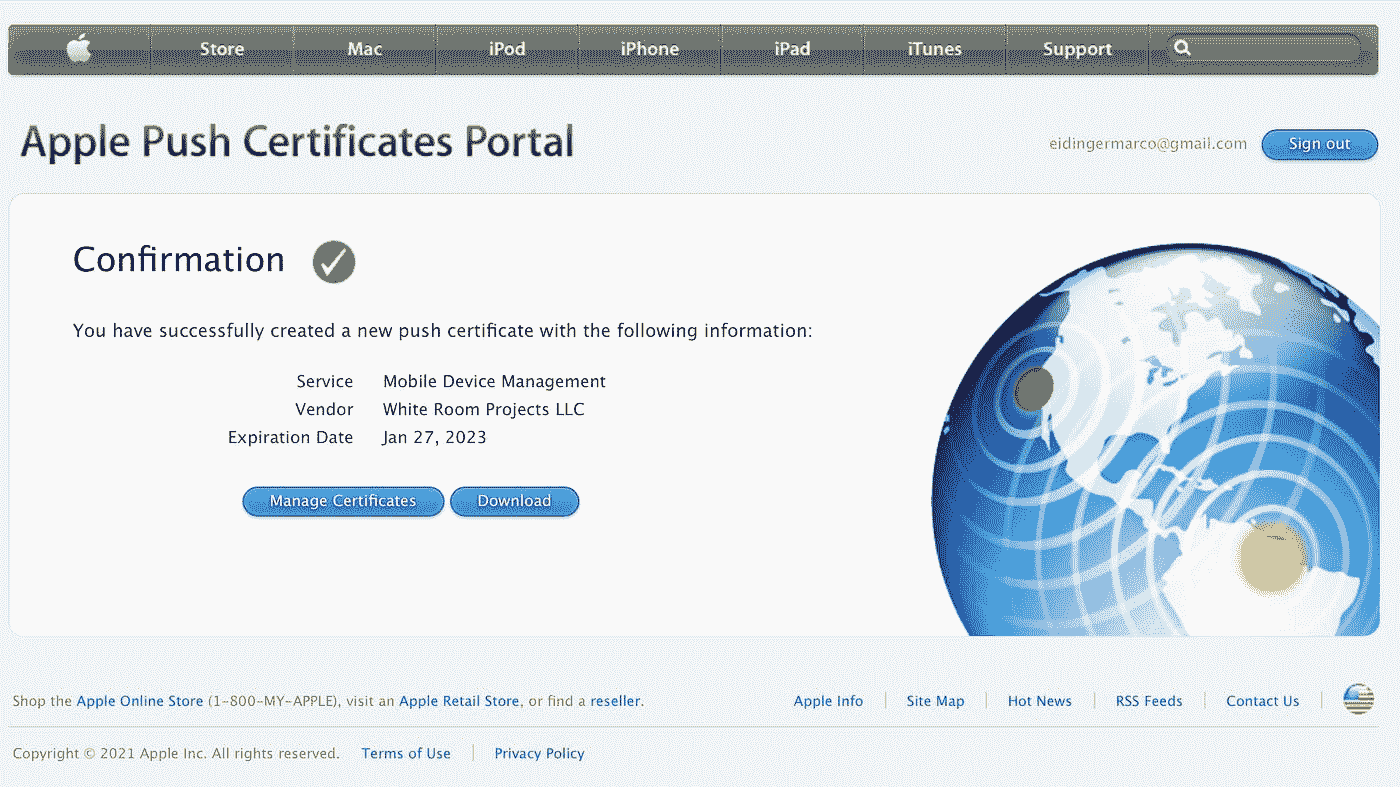 Store Mac iPod iPhone iPad iTunes Support
Apple Push Certificates Portal
eidingermarco@gmail.com Sign out
Confirmation
You have successfully created a new push certificate with the following information:
Service Mobile Device Management
Vendor White Room Projects LLC
Expiration Date Jan 27, 2023
Manage Certificates Download
Shop the Apple Online Store (1-800-MY-APPLE), visit an Apple Retail Store, or find a reseller. Apple Info Site Map Hot News RSS Feeds Contact Us
Copyright © 2021 Apple Inc. All rights reserved. Terms of Use Privacy Policy